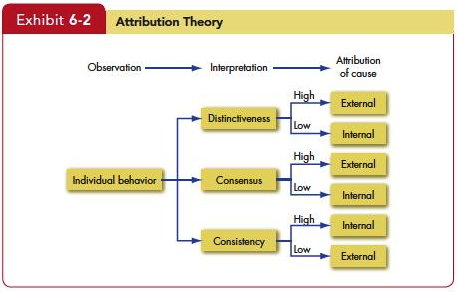 Exhibit 6-2 Attribution Theory
Observation Interpretation Attribution
of cause
High
External
Distinctiveness
Low
Internal
High
External
Individual behavior
Consensus
Low
Internal
High
Internal
Consistency
Low
External